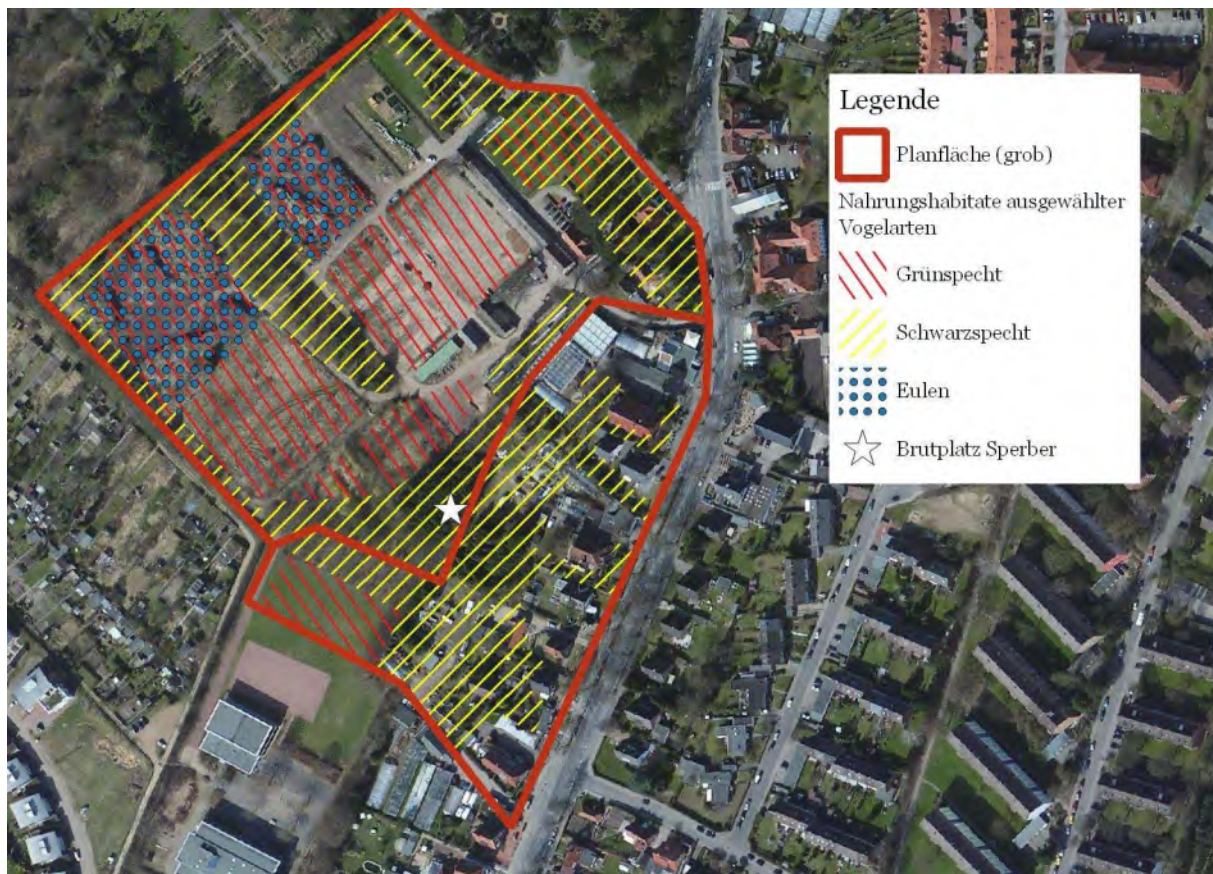 Legende
Planfläche (grob)
Nahrungshabitate ausgewählter
Vogelarten
Grünspecht
Schwarzspecht
Eulen
Brutplatz Sperber